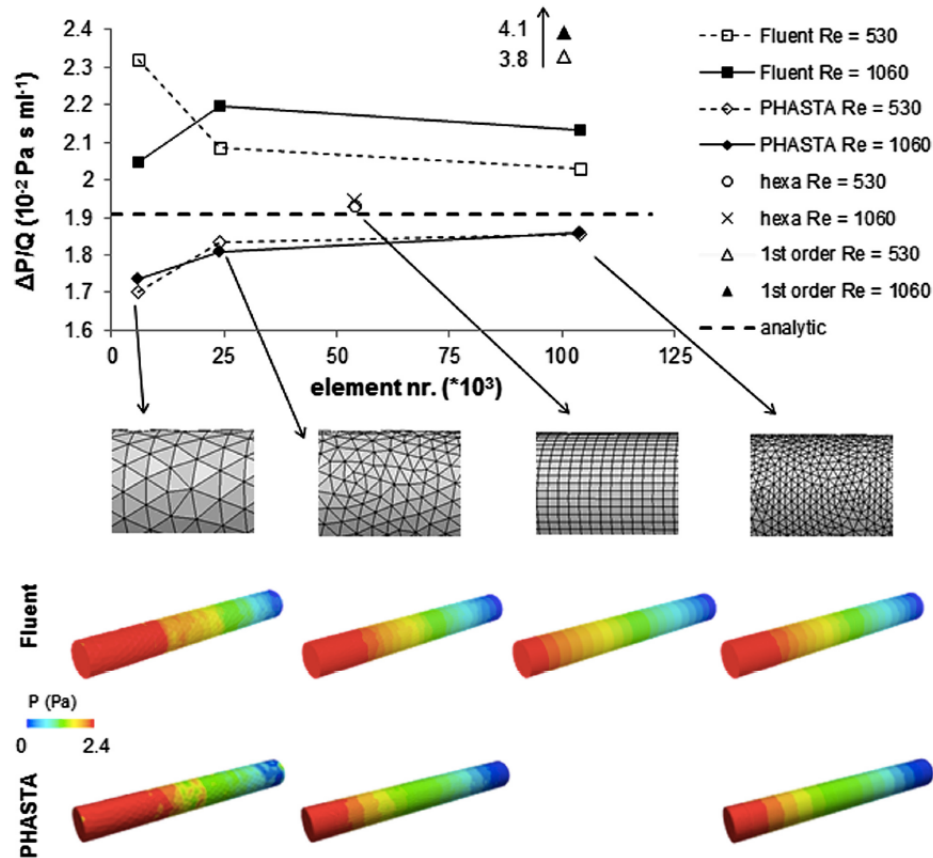 2.4
2.3
2.2
2.1
2
1.9
1.8
1.7
1.6
ΔP/Q (10⁻² Pa s ml⁻¹)
0
25
50
75
100
125
element nr. (*10³)
4.1
3.8
Fluent Re = 530
Fluent Re = 1060
PHASTA Re = 530
PHASTA Re = 1060
hexa Re = 530
hexa Re = 1060
1st order Re = 530
1st order Re = 1060
analytic
Fluent
P (Pa)
0 2.4
PHASTA